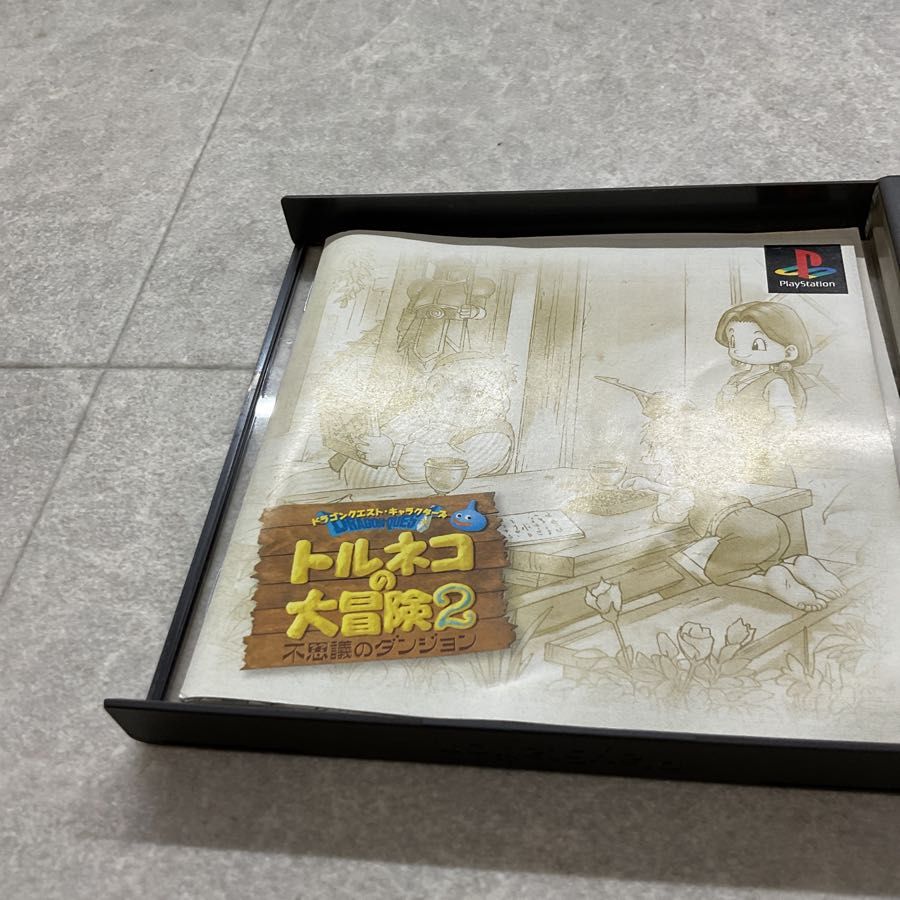 PlayStation
ドラゴンクエスト・キャラクターズ
DRAGON QUEST
トルネコ
の
大冒険2
不思議のダンジョン